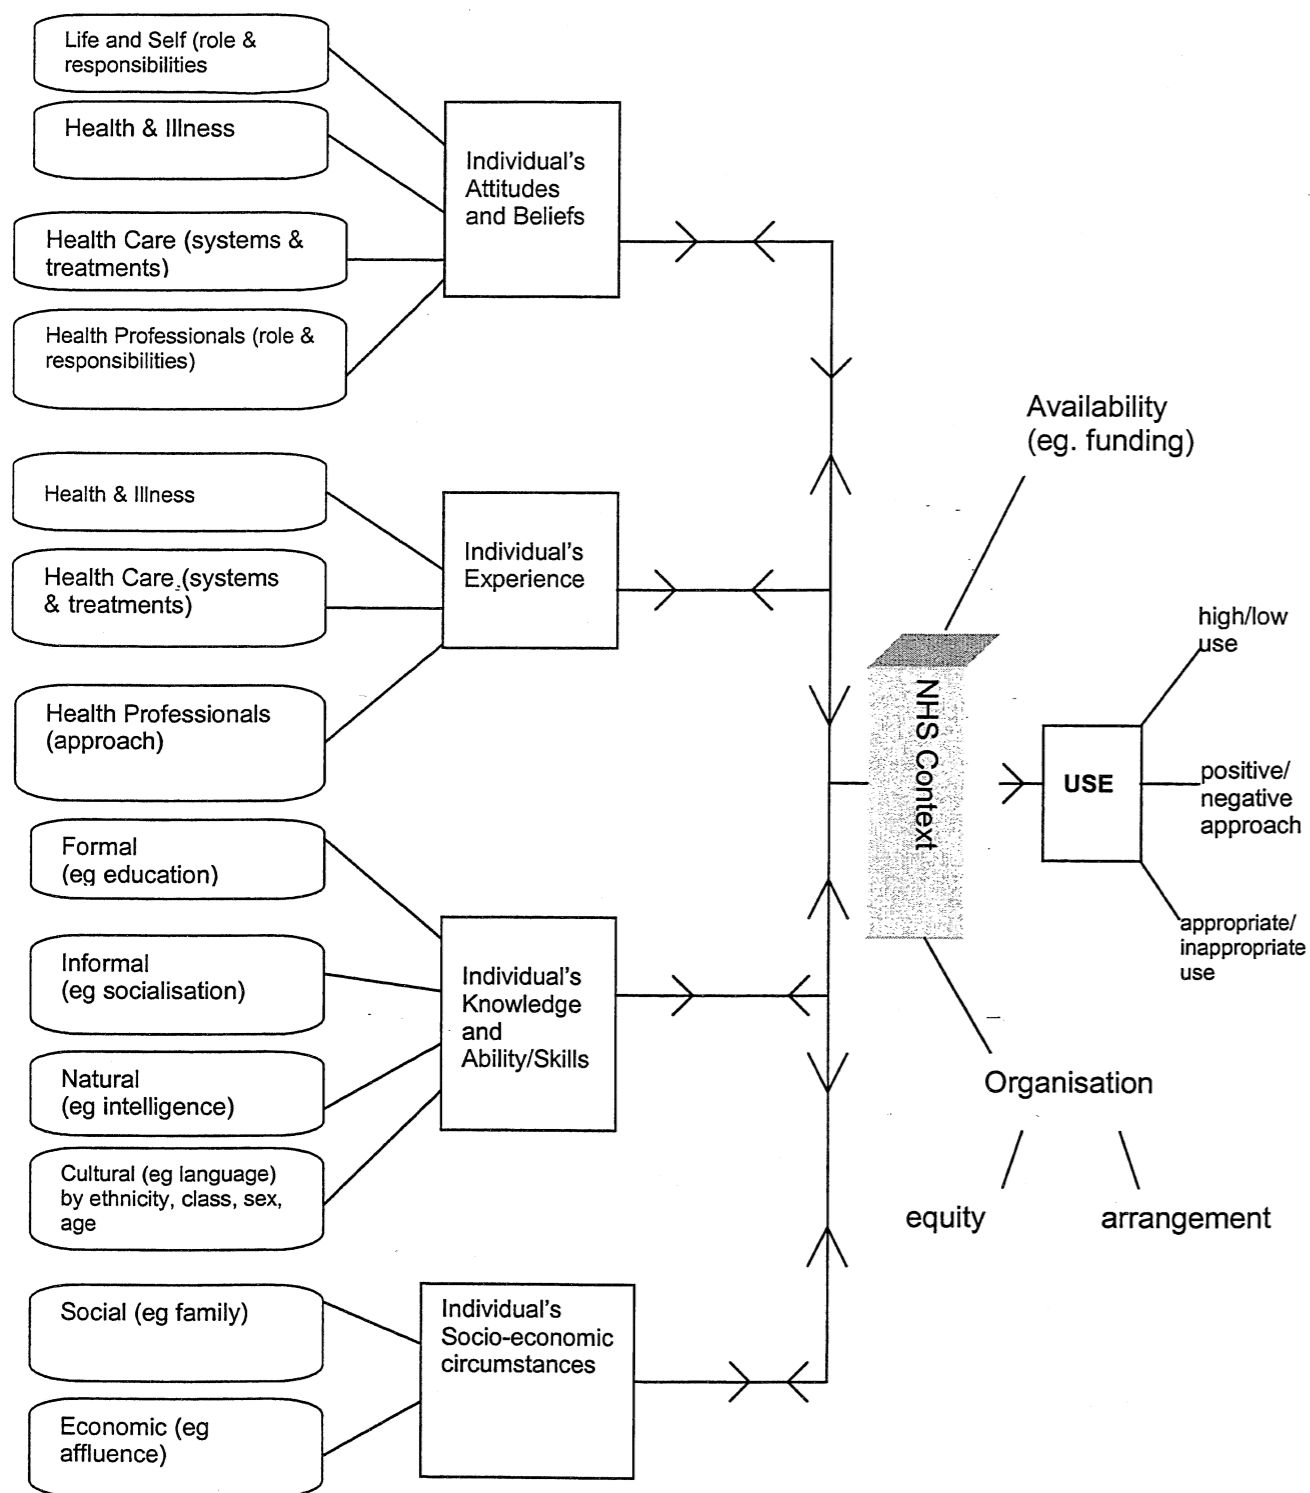 Life and Self (role &
responsibilities
Health & Illness
Health Care (systems &
treatments)
Health Professionals (role &
responsibilities)
Individual's
Attitudes
and Beliefs
Health & Illness
Health Care (systems
& treatments)
Health Professionals
(approach)
Individual's
Experience
Formal
(eg education)
Informal
(eg socialisation)
Natural
(eg intelligence)
Cultural (eg language)
by ethnicity, class, sex,
age
Individual's
Knowledge
and
Ability/Skills
Social (eg family)
Economic (eg
affluence)
Individual's
Socio-economic
circumstances
Availability
(eg. funding)
NHS Context
Organisation
equity
arrangement
USE
high/low
use
positive/
negative
approach
appropriate/
inappropriate
use